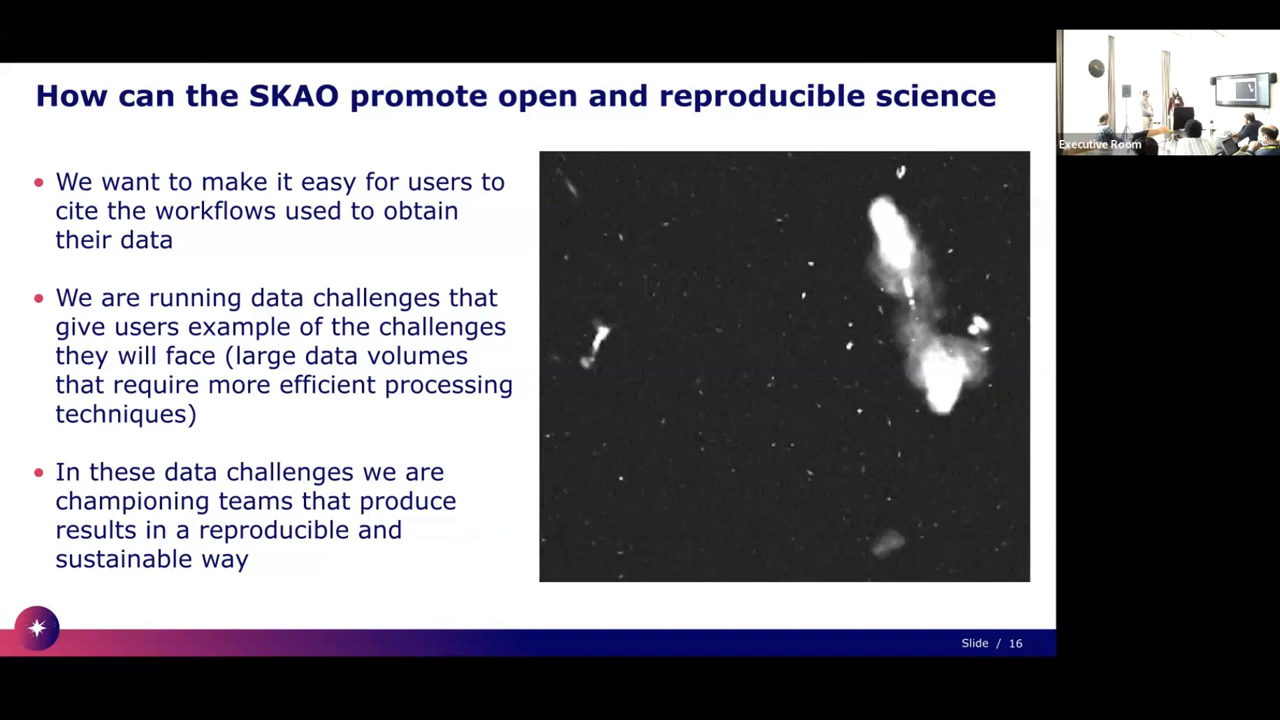 How can the SKAO promote open and reproducible science
• We want to make it easy for users to
cite the workflows used to obtain
their data
• We are running data challenges that
give users example of the challenges
they will face (large data volumes
that require more efficient processing
techniques)
• In these data challenges we are
championing teams that produce
results in a reproducible and
sustainable way
Slide / 16
Executive Room